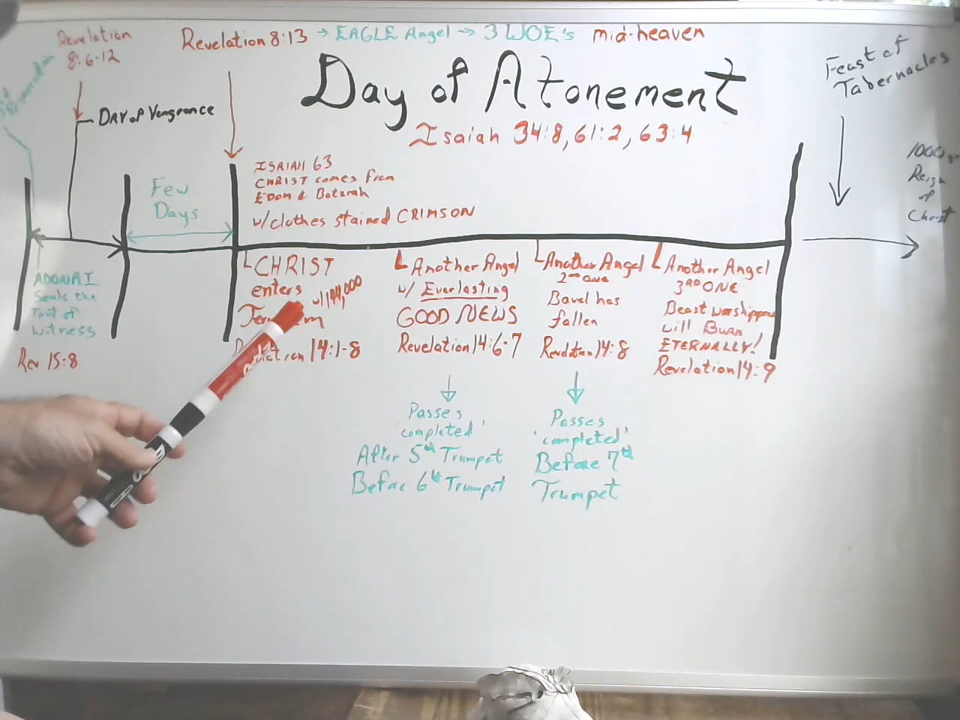 Revelation
8:6-12
Revelation 8:13 → EAGLE Angel → 3 WOE's mid-heaven
Day of Atonement
Isaiah 34:8, 61:2, 63:4
Feast of
Tabernacles
DAY of Vengeance
1000
Reign
of
Christ
ISAIAH 63
CHRIST comes from
EDOM & Botzrah
w/clothes stained CRIMSON
Few
Days
ADONAI
Seals the
Tent of
Witness
Rev 15:8
CHRIST
enters
w/144,000
14:1-8
Another Angel
w/ Everlasting
GOOD NEWS
Revelation 14:6-7
Another Angel
2nd ONE
Bavel has
fallen
Revelation 14:8
Another Angel
3RD ONE
Beast worshippers
will Burn
ETERNALLY!
Revelation 14:9
Passes
'completed'
After 5th Trumpet
Before 6th Trumpet
Passes
'completed'
Before 7th
Trumpet